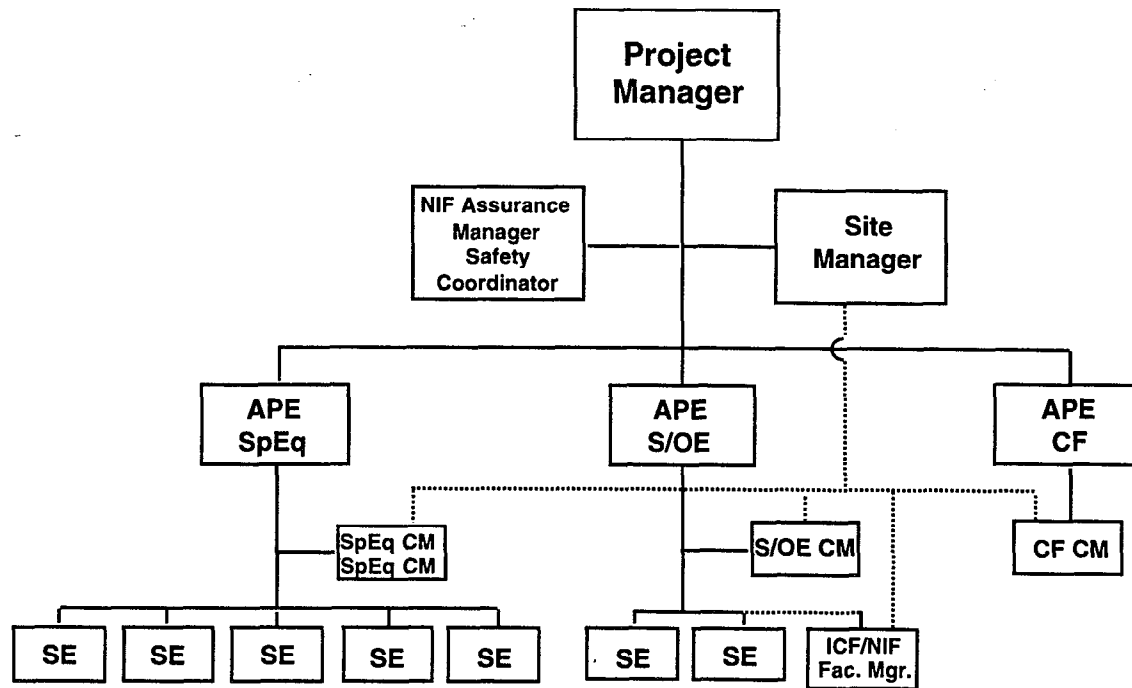 Project
Manager
NIF Assurance
Manager
Safety
Coordinator
Site
Manager
APE
SpEq
APE
S/OE
APE
CF
SpEq CM
SpEq CM
S/OE CM
CF CM
SE
SE
SE
SE
SE
SE
SE
ICF/NIF
Fac. Mgr.